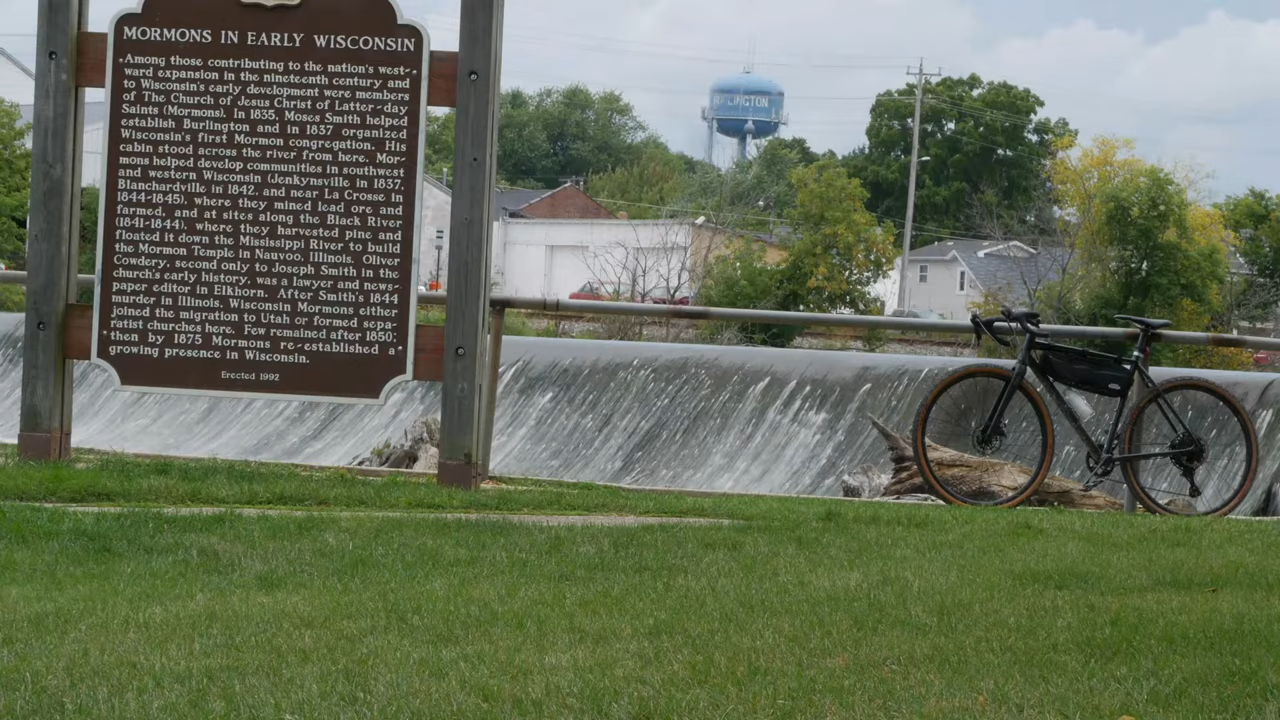 MORMONS IN EARLY WISCONSIN
Among those contributing to the nation's west-
ward expansion in the nineteenth century and
to Wisconsin's early development were members
of The Church of Jesus Christ of Latter-day
Saints (Mormons). In 1835, Moses Smith helped
establish Burlington and in 1837 organized
Wisconsin's first Mormon congregation. His
cabin stood across the river from here. Mor-
mons helped develop communities in southwest
and western Wisconsin (Jenkynsville in 1837,
Blanchardville in 1842, and near La Crosse in
1844-1845), where they mined lead ore and
farmed, and at sites along the Black River
(1841-1844), where they harvested pine and
floated it down the Mississippi River to build
the Mormon Temple in Nauvoo, Illinois. Oliver
Cowdery, second only to Joseph Smith in the
church's early history, was a lawyer and news-
paper editor in Elkhorn. After Smith's 1844
murder in Illinois, Wisconsin Mormons either
joined the migration to Utah or formed sepa-
ratist churches here. Few remained after 1850;
then by 1875 Mormons re-established a
growing presence in Wisconsin.
Erected 1992
BURLINGTON